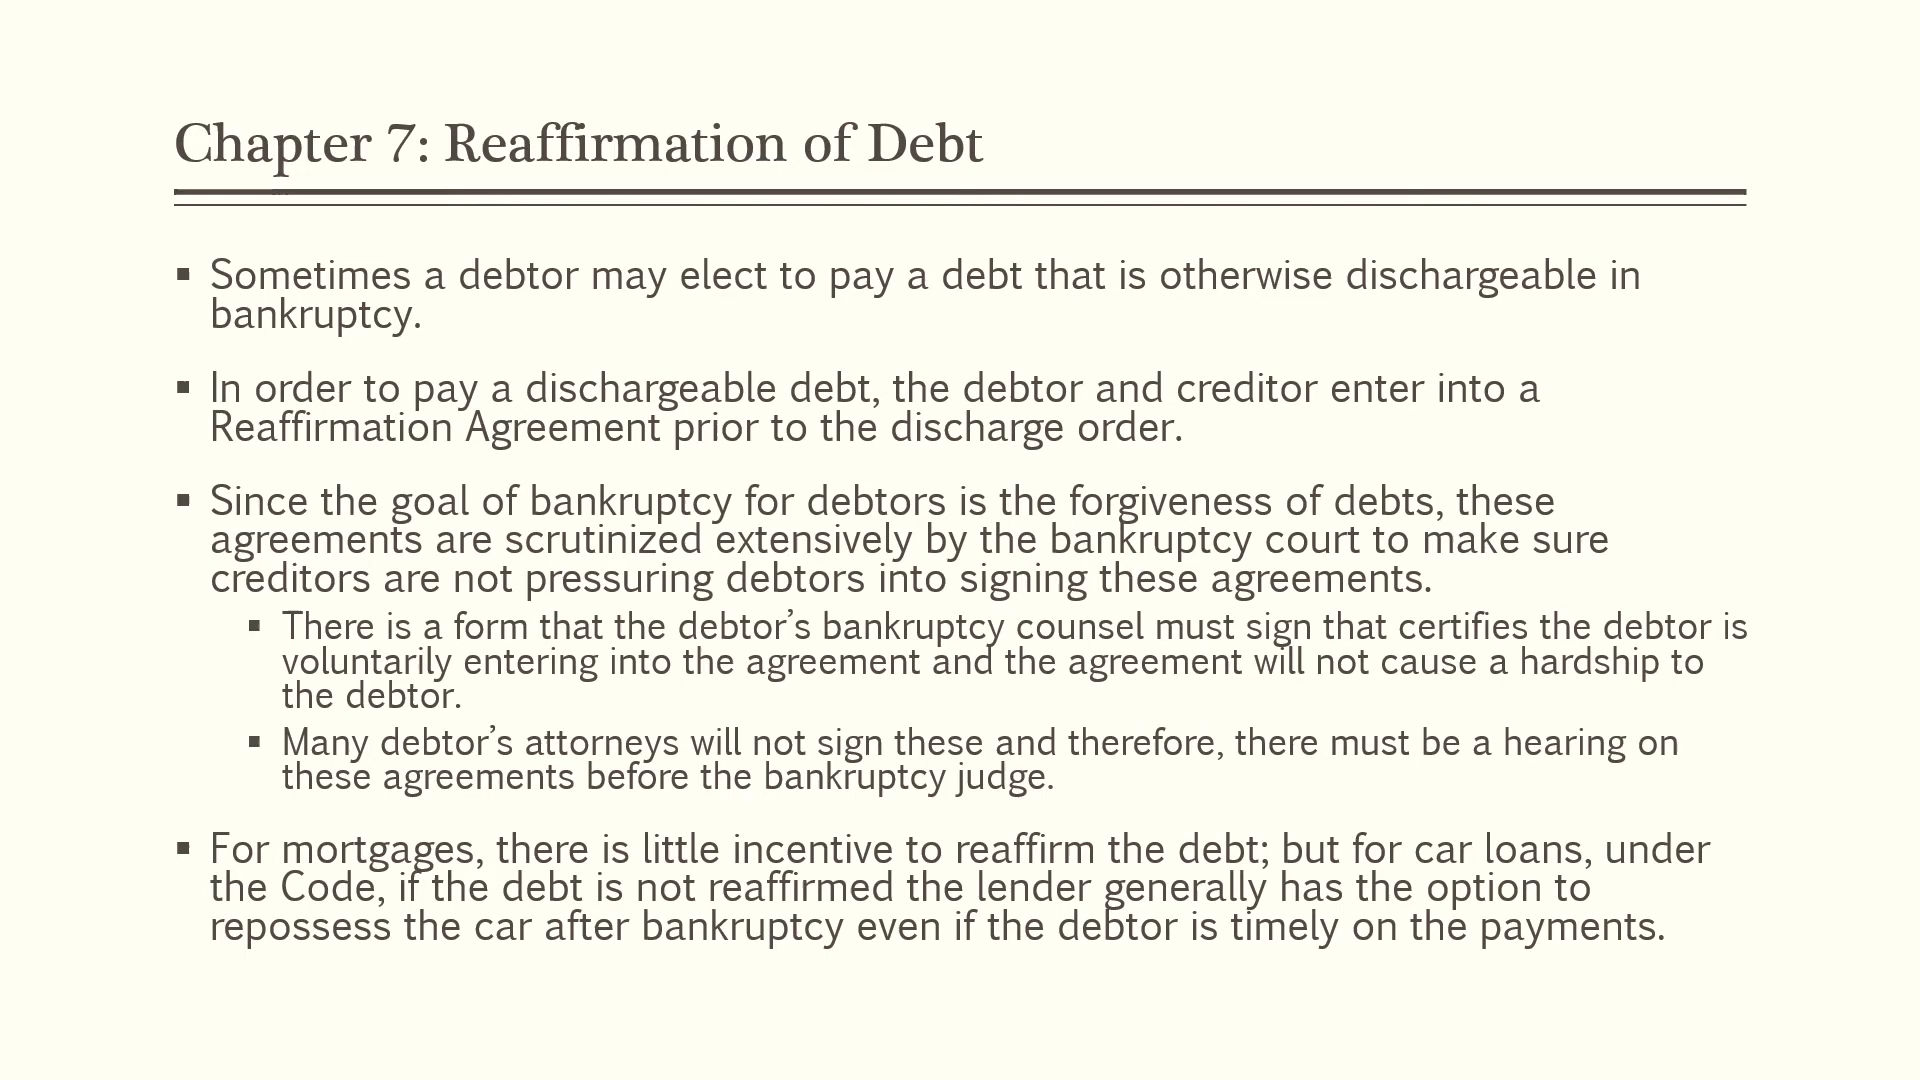 Chapter 7: Reaffirmation of Debt
▪ Sometimes a debtor may elect to pay a debt that is otherwise dischargeable in
bankruptcy.
▪ In order to pay a dischargeable debt, the debtor and creditor enter into a
Reaffirmation Agreement prior to the discharge order.
▪ Since the goal of bankruptcy for debtors is the forgiveness of debts, these
agreements are scrutinized extensively by the bankruptcy court to make sure
creditors are not pressuring debtors into signing these agreements.
▪ There is a form that the debtor’s bankruptcy counsel must sign that certifies the debtor is
voluntarily entering into the agreement and the agreement will not cause a hardship to
the debtor.
▪ Many debtor’s attorneys will not sign these and therefore, there must be a hearing on
these agreements before the bankruptcy judge.
▪ For mortgages, there is little incentive to reaffirm the debt; but for car loans, under
the Code, if the debt is not reaffirmed the lender generally has the option to
repossess the car after bankruptcy even if the debtor is timely on the payments.